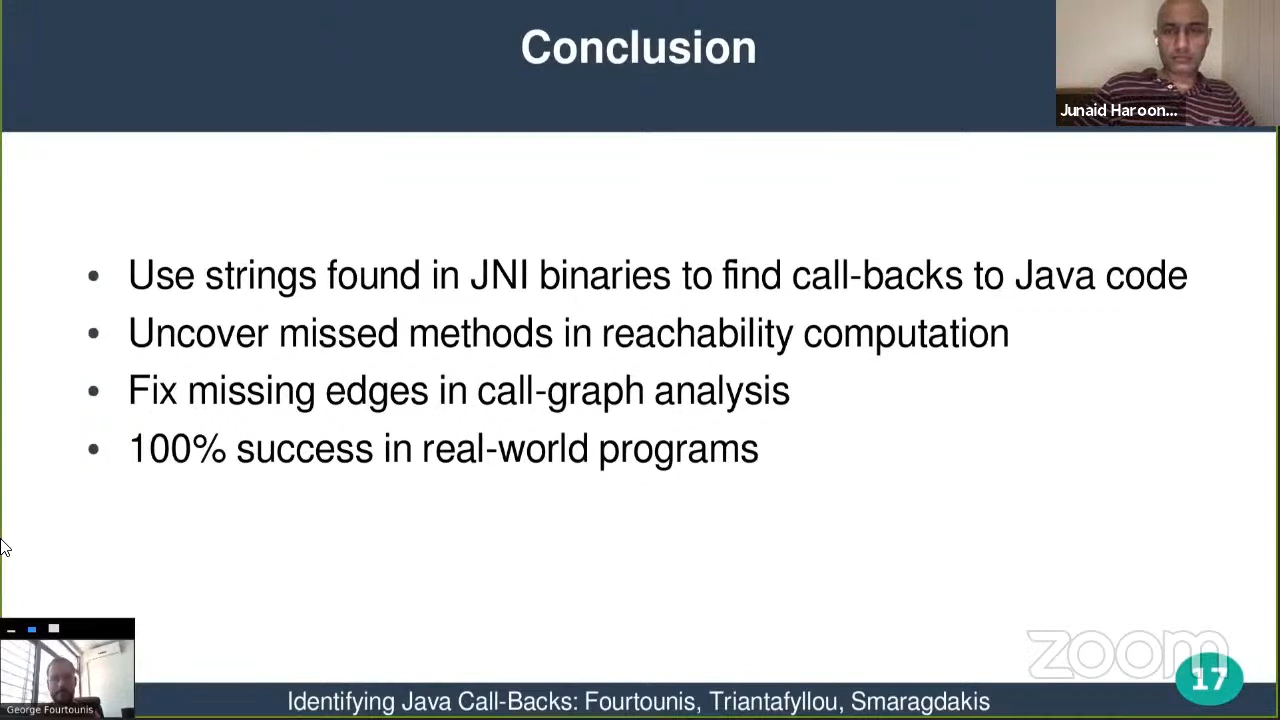 Conclusion
Junaid Haroon...
• Use strings found in JNI binaries to find call-backs to Java code
• Uncover missed methods in reachability computation
• Fix missing edges in call-graph analysis
• 100% success in real-world programs
zoom
17
George Fourtounis
Identifying Java Call-Backs: Fourtounis, Triantafyllou, Smaragdakis